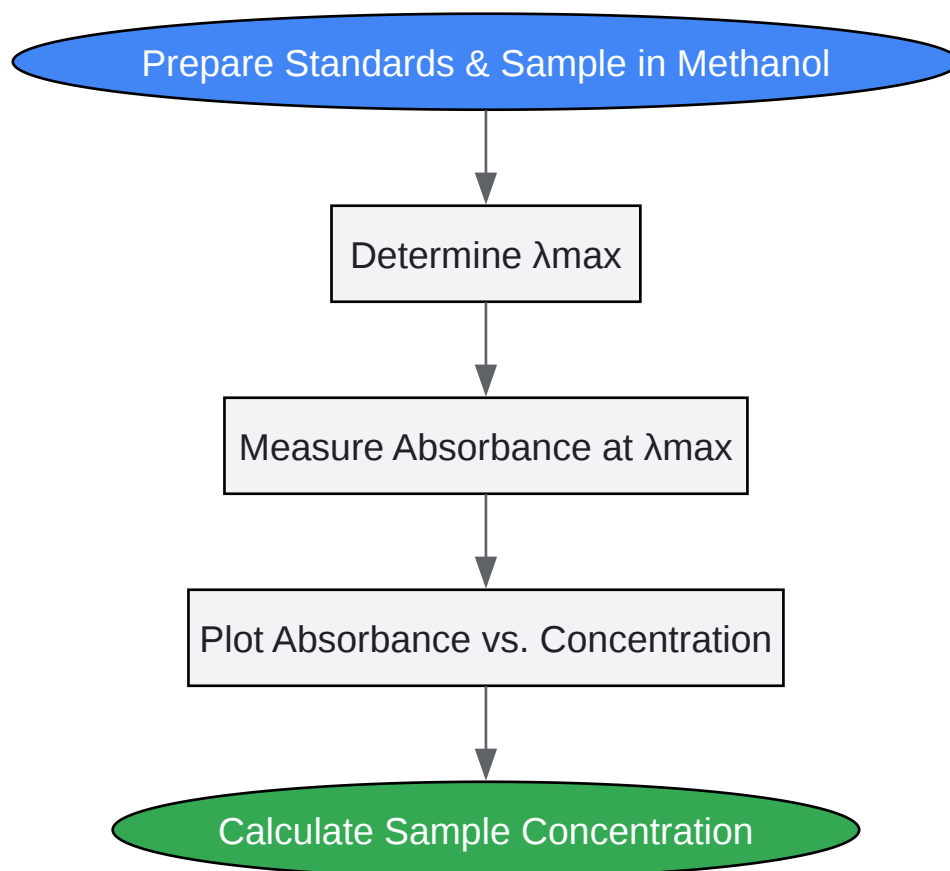 Prepare Standards & Sample in Methanol
Determine λmax
Measure Absorbance at λmax
Plot Absorbance vs. Concentration
Calculate Sample Concentration